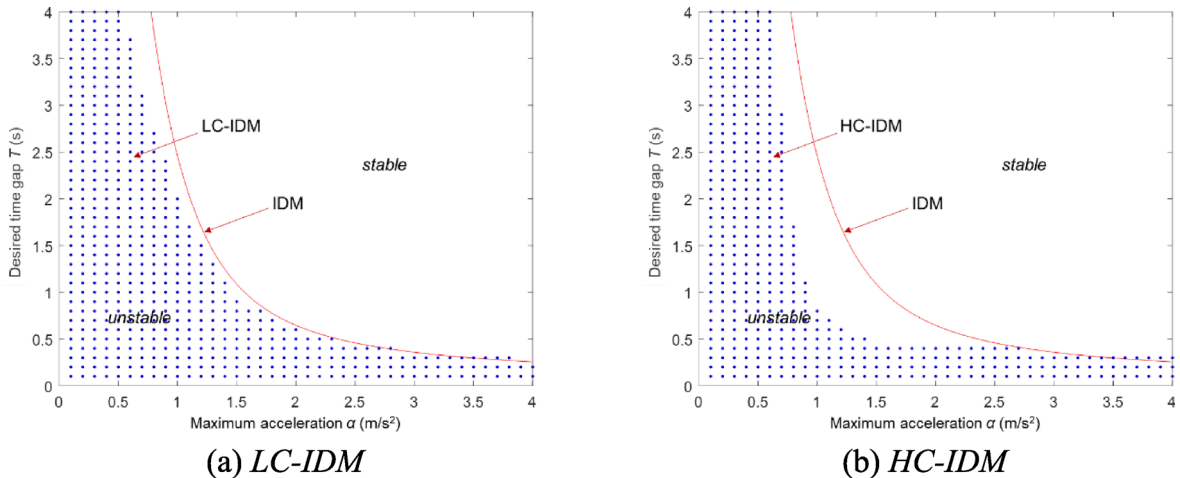 4
3.5
3
2.5
2
1.5
1
0.5
0
Desired time gap T (s)
LC-IDM
stable
IDM
unstable
0 0.5 1 1.5 2 2.5 3 3.5 4
Maximum acceleration α (m/s²)
(a) LC-IDM
4
3.5
3
2.5
2
1.5
1
0.5
0
Desired time gap T (s)
HC-IDM
stable
IDM
unstable
0 0.5 1 1.5 2 2.5 3 3.5 4
Maximum acceleration α (m/s²)
(b) HC-IDM